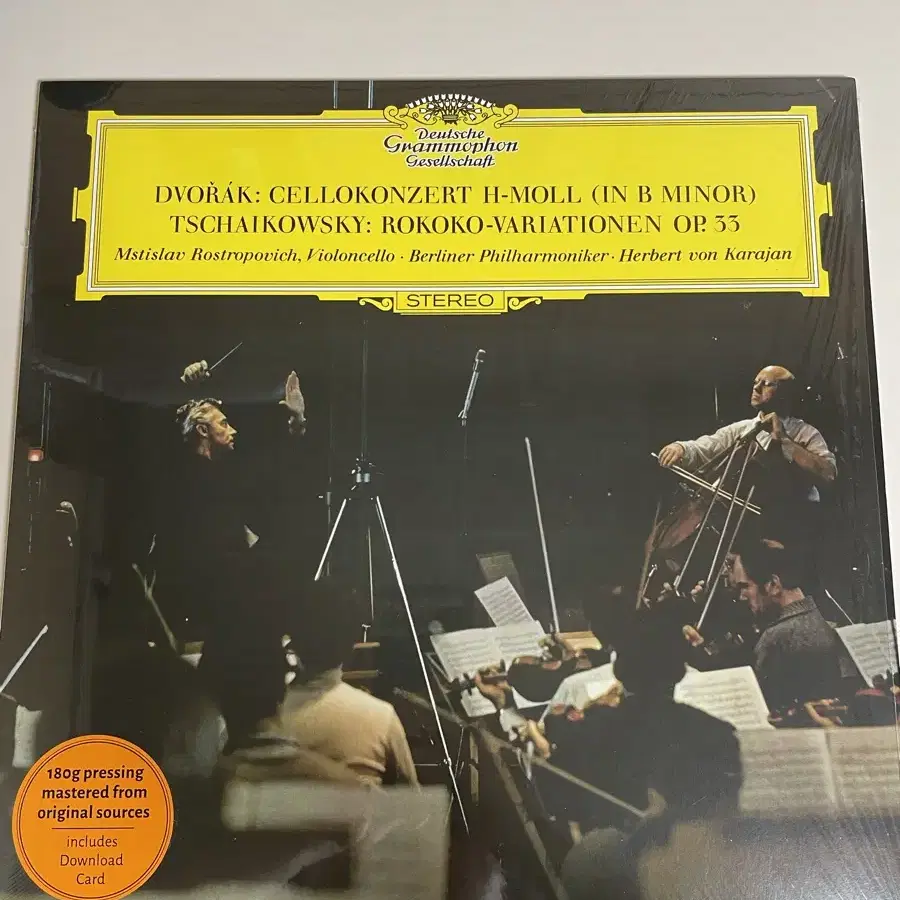 Deutsche
Grammophon
Gesellschaft
DVOŘÁK: CELLOKONZERT H-MOLL (IN B MINOR)
TSCHAIKOWSKY: ROKOKO-VARIATIONEN OP. 33
Mstislav Rostropovich, Violoncello · Berliner Philharmoniker · Herbert von Karajan
STEREO
180g pressing
mastered from
original sources
includes
Download
Card